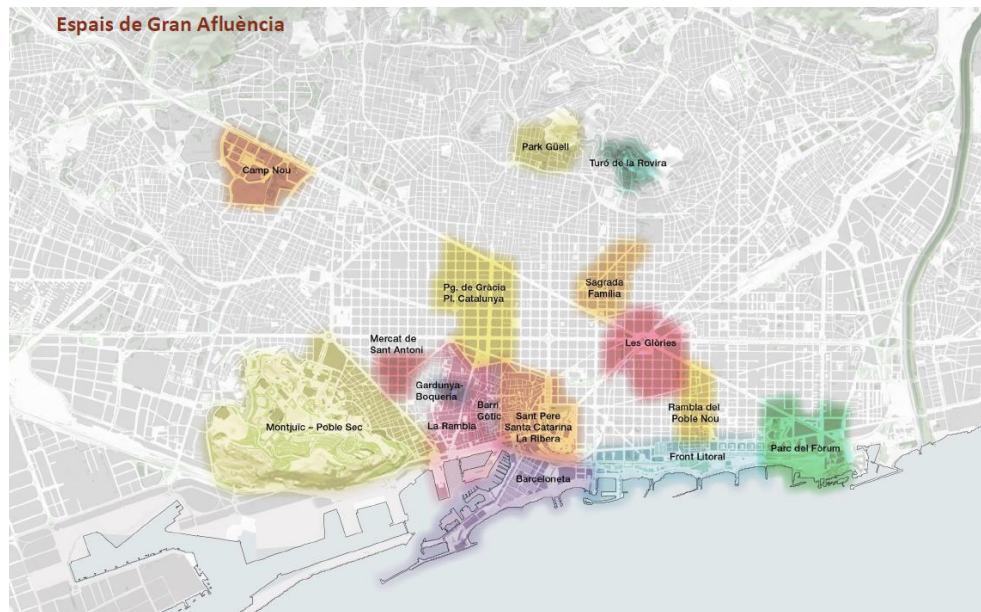 Espais de Gran Afluència
Park Güell
Turó de la Rovira
Camp Nou
Pg. de Gràcia
Pl. Catalunya
Sagrada
Família
Mercat de
Sant Antoni
Les Glòries
Gardunya-
Boqueria
Barri
Gòtic
La Rambla
Sant Pere
Santa Catarina
La Ribera
Rambla del
Poble Nou
Montjuïc – Poble Sec
Front Litoral
Parc del Fòrum
Barceloneta